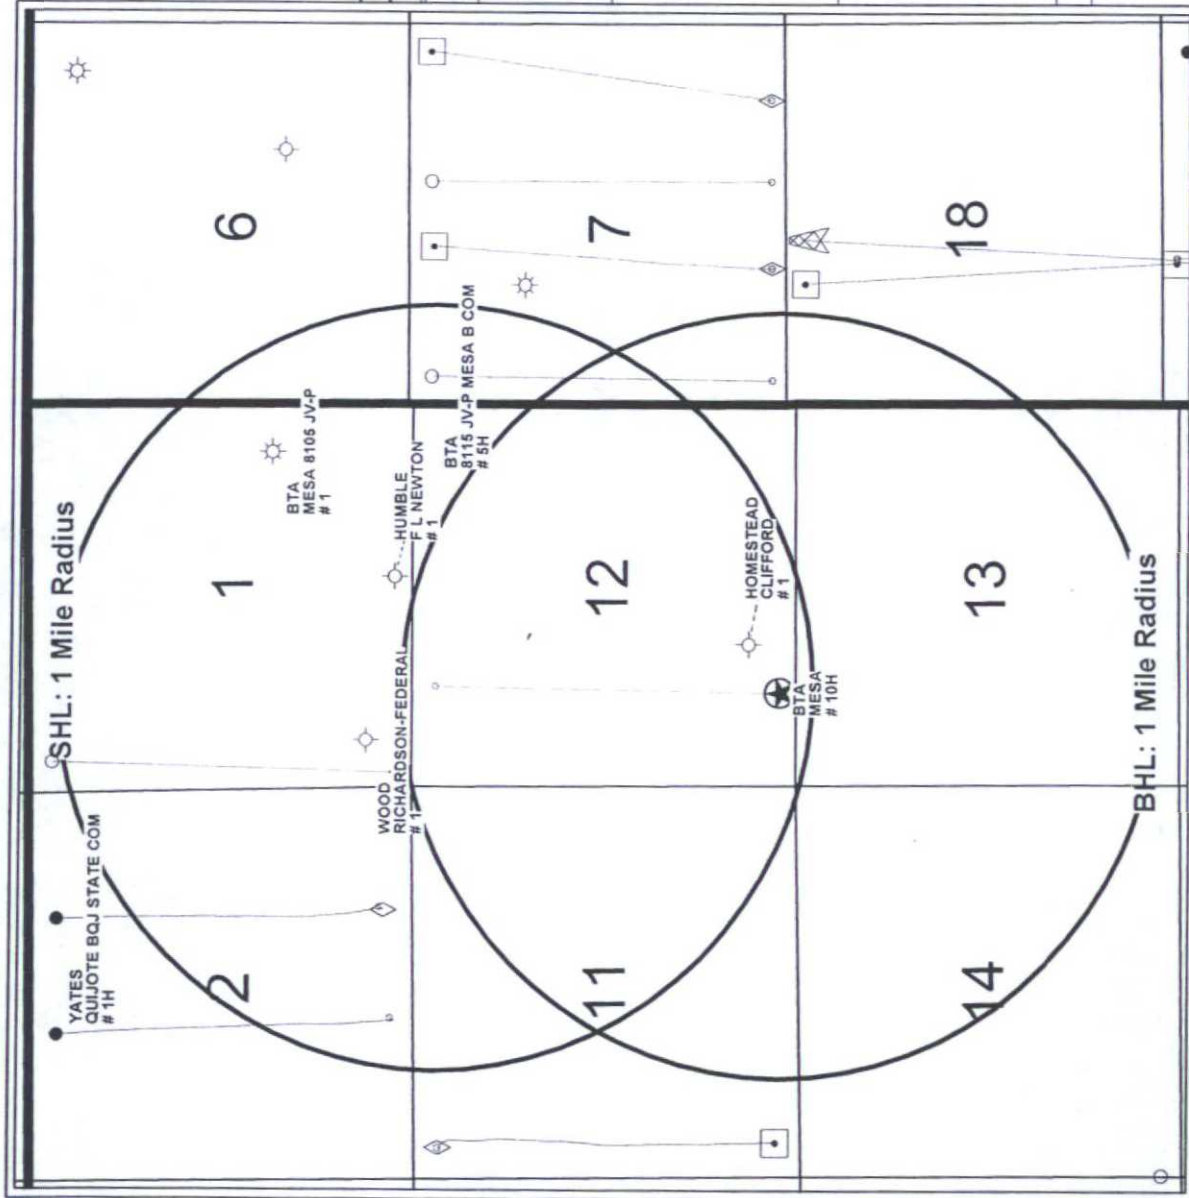 6
7
18
SHL: 1 Mile Radius
1
BTA
MESA 8105 JV-P
# 1
HUMBLE
F L NEWTON
# 1
BTA
8115 JV-P MESA B COM
# 5H
12
HOMESTEAD
CLIFFORD
# 1
13
WOOD
RICHARDSON-FEDERAL
# 1
BTA
MESA
# 10H
BHL: 1 Mile Radius
YATES
QUIJOTE BQJ STATE COM
# 1H
2
11
14